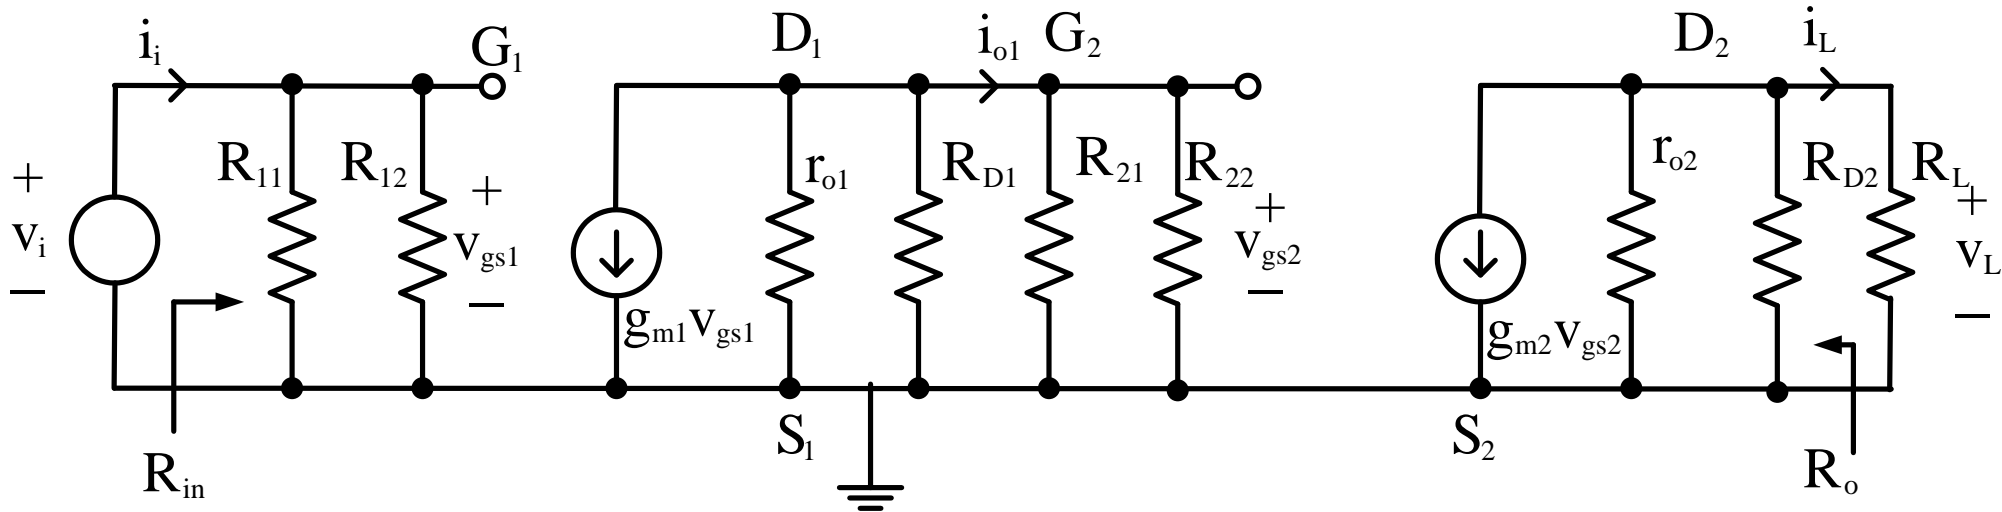 i_i G_1 D_1 i_o1 G_2 D_2 i_L
+ R_11 R_12 + r_o1 R_D1 R_21 R_22 + r_o2 R_D2 R_L +
v_i v_gs1 v_gs2 v_L
− − − −
g_m1v_gs1 g_m2v_gs2
R_in S_1 S_2 R_o